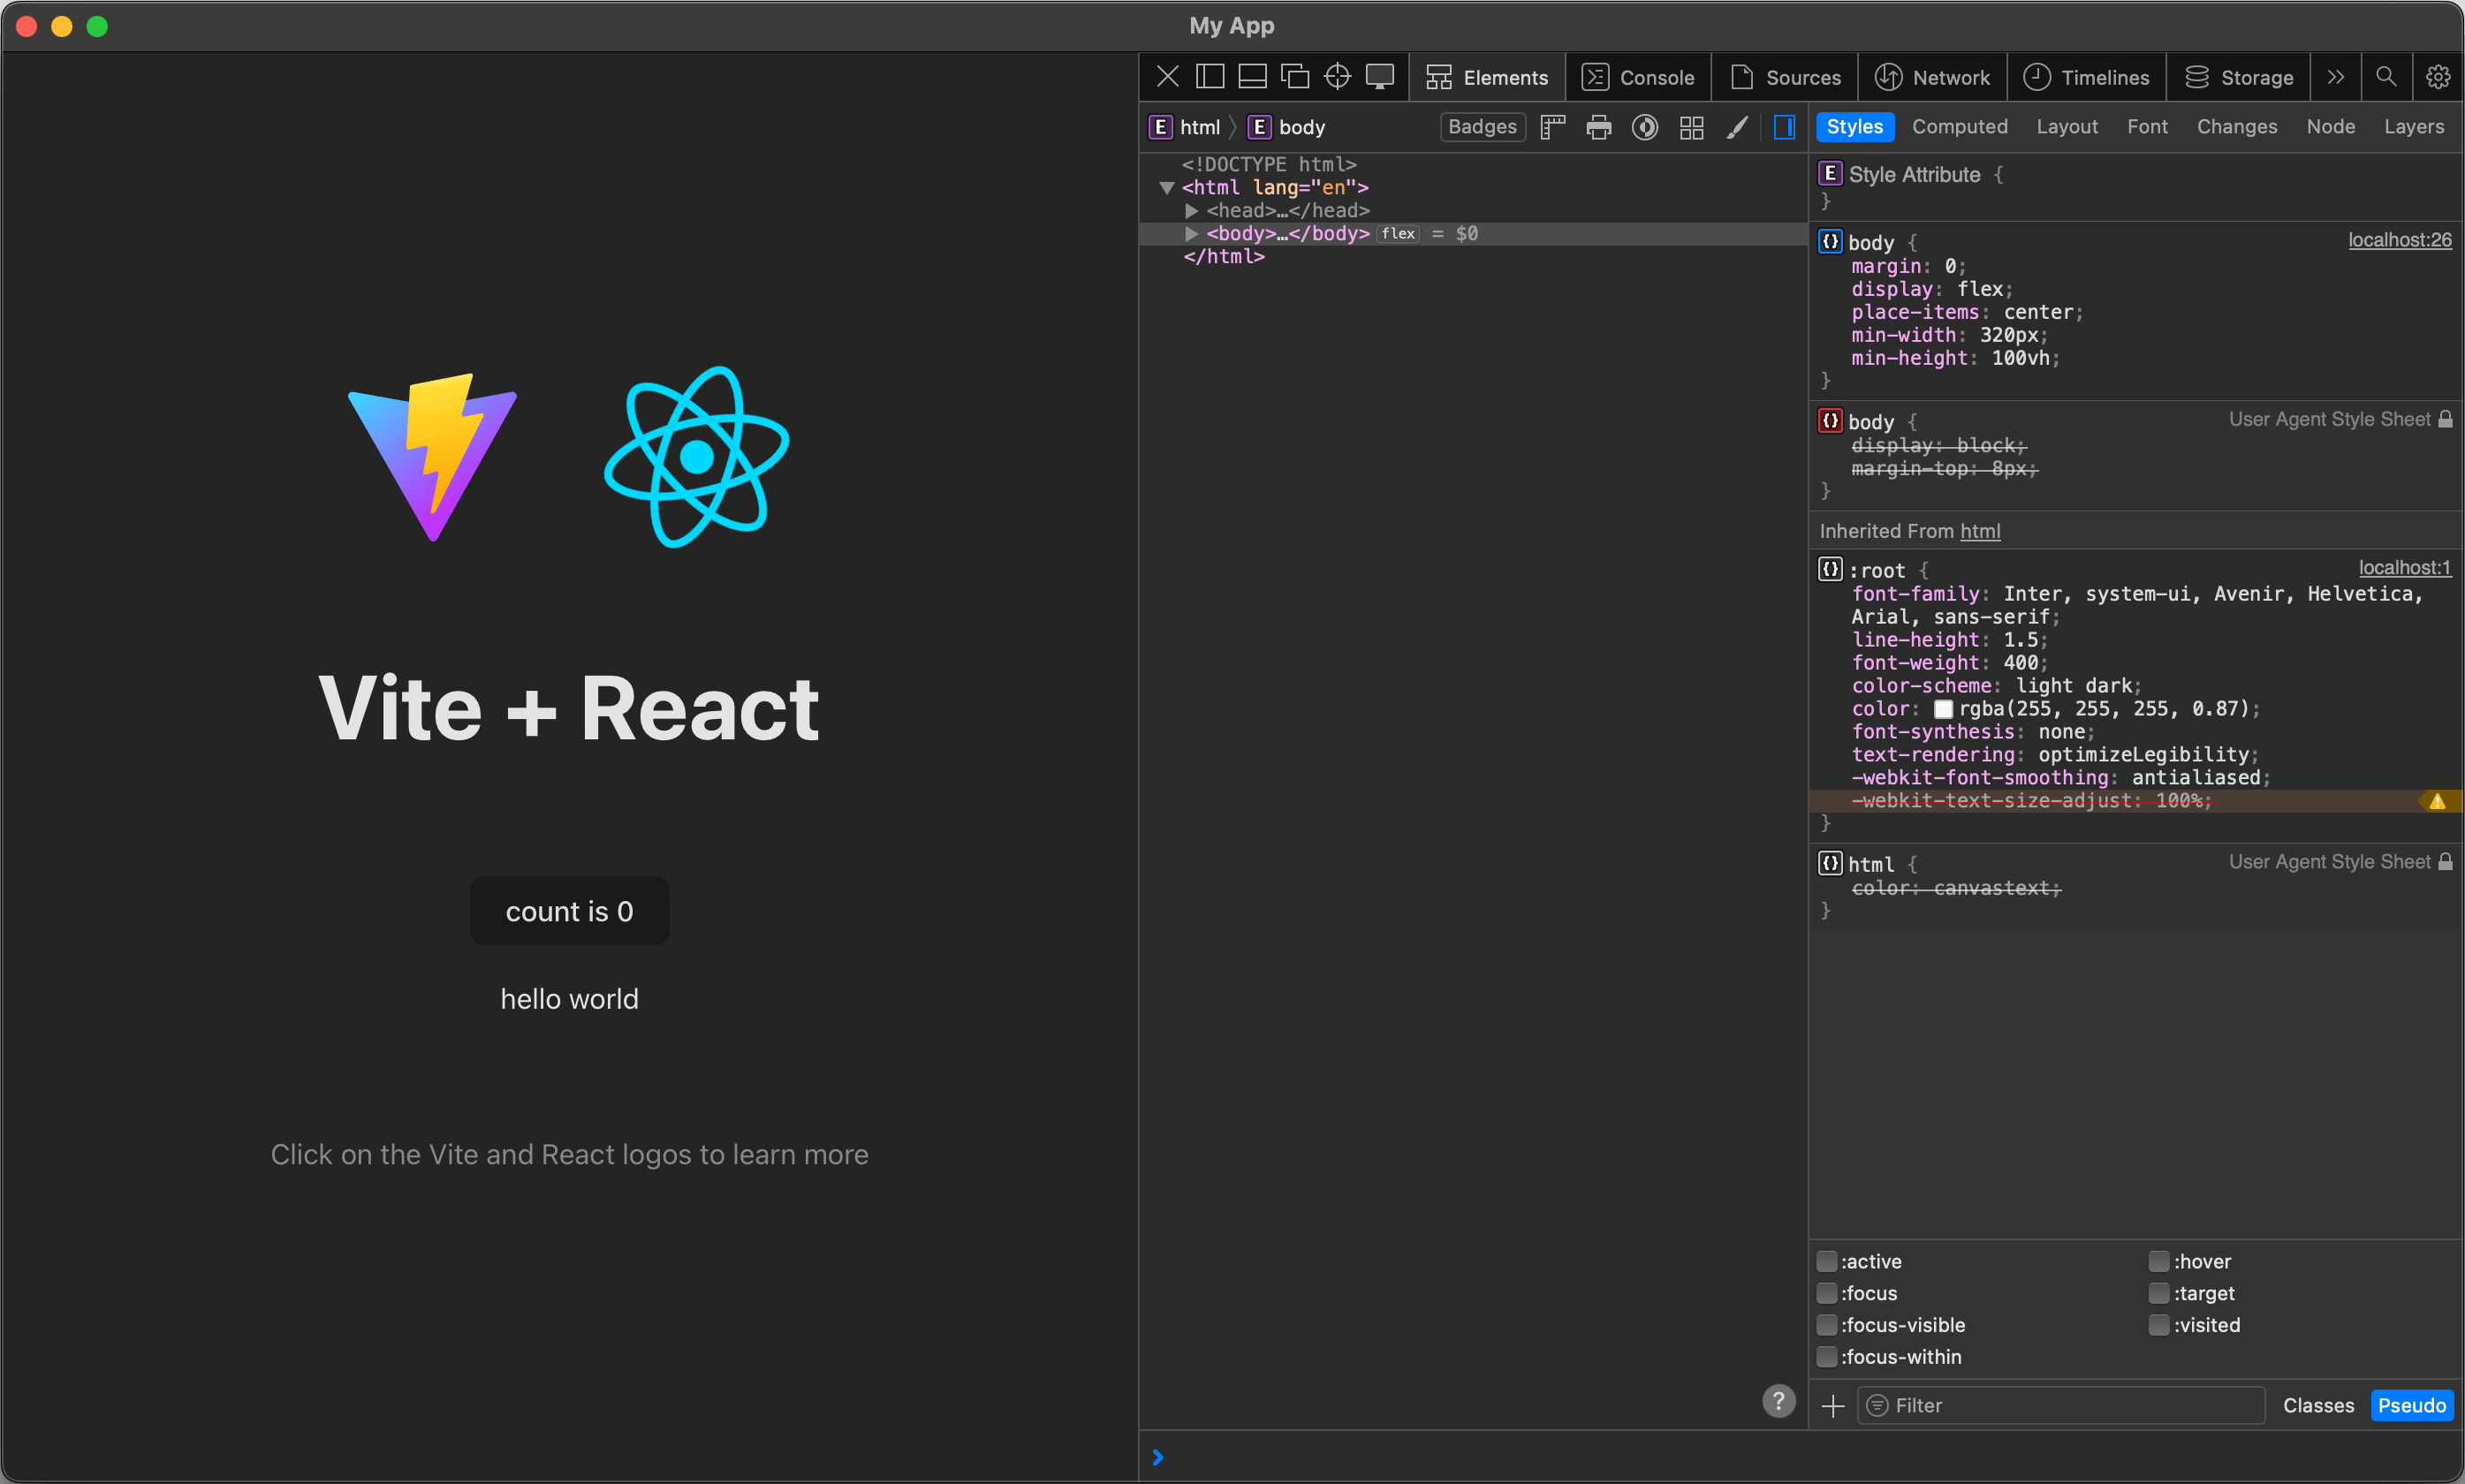 My App
Elements Console Sources Network Timelines Storage
E html E body Badges
Styles Computed Layout Font Changes Node Layers
<!DOCTYPE html>
<html lang="en">
<head>…</head>
<body>…</body> flex = $0
</html>
E Style Attribute {
}
{} body { localhost:26
margin: 0;
display: flex;
place-items: center;
min-width: 320px;
min-height: 100vh;
}
{} body { User Agent Style Sheet
display: block;
margin-top: 8px;
}
Inherited From html
{} :root { localhost:1
font-family: Inter, system-ui, Avenir, Helvetica,
Arial, sans-serif;
line-height: 1.5;
font-weight: 400;
color-scheme: light dark;
color: rgba(255, 255, 255, 0.87);
font-synthesis: none;
text-rendering: optimizeLegibility;
-webkit-font-smoothing: antialiased;
-webkit-text-size-adjust: 100%;
}
{} html { User Agent Style Sheet
color: canvastext;
}
:active :hover
:focus :target
:focus-visible :visited
:focus-within
Filter Classes Pseudo
?
Vite + React
count is 0
hello world
Click on the Vite and React logos to learn more